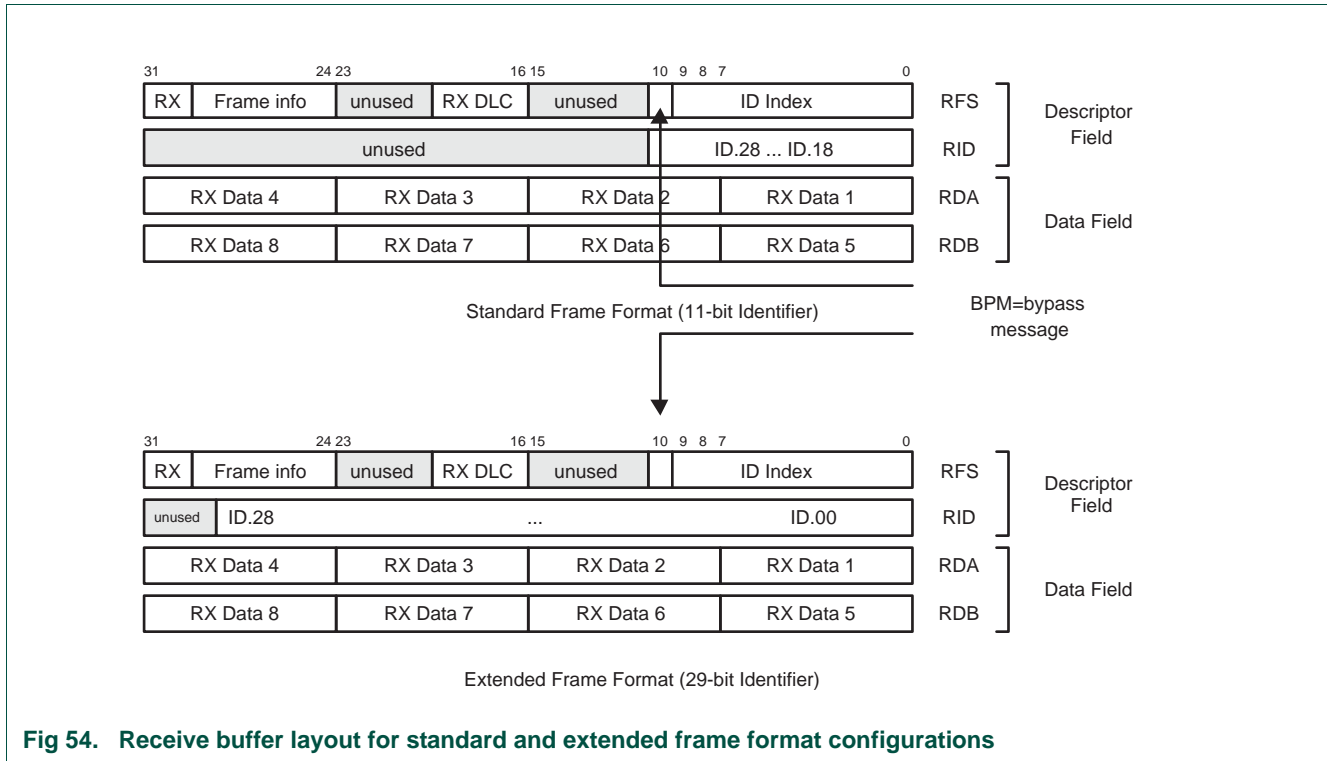 31 24 23 16 15 10 9 8 7 0
RX Frame info unused RX DLC unused ID Index RFS
Descriptor
Field
unused ID.28 ... ID.18 RID
RX Data 4 RX Data 3 RX Data 2 RX Data 1 RDA
Data Field
RX Data 8 RX Data 7 RX Data 6 RX Data 5 RDB
Standard Frame Format (11-bit Identifier)
BPM=bypass
message
31 24 23 16 15 10 9 8 7 0
RX Frame info unused RX DLC unused ID Index RFS
Descriptor
Field
unused ID.28 ... ID.00 RID
RX Data 4 RX Data 3 RX Data 2 RX Data 1 RDA
Data Field
RX Data 8 RX Data 7 RX Data 6 RX Data 5 RDB
Extended Frame Format (29-bit Identifier)
Fig 54. Receive buffer layout for standard and extended frame format configurations